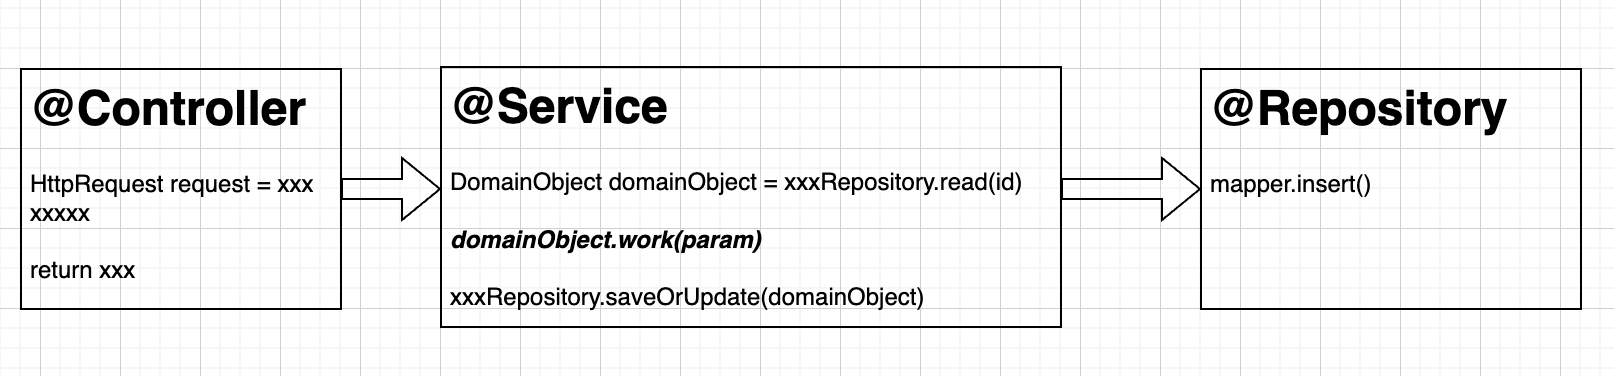 @Controller
HttpRequest request = xxx
xxxxx
return xxx
@Service
DomainObject domainObject = xxxRepository.read(id)
domainObject.work(param)
xxxRepository.saveOrUpdate(domainObject)
@Repository
mapper.insert()